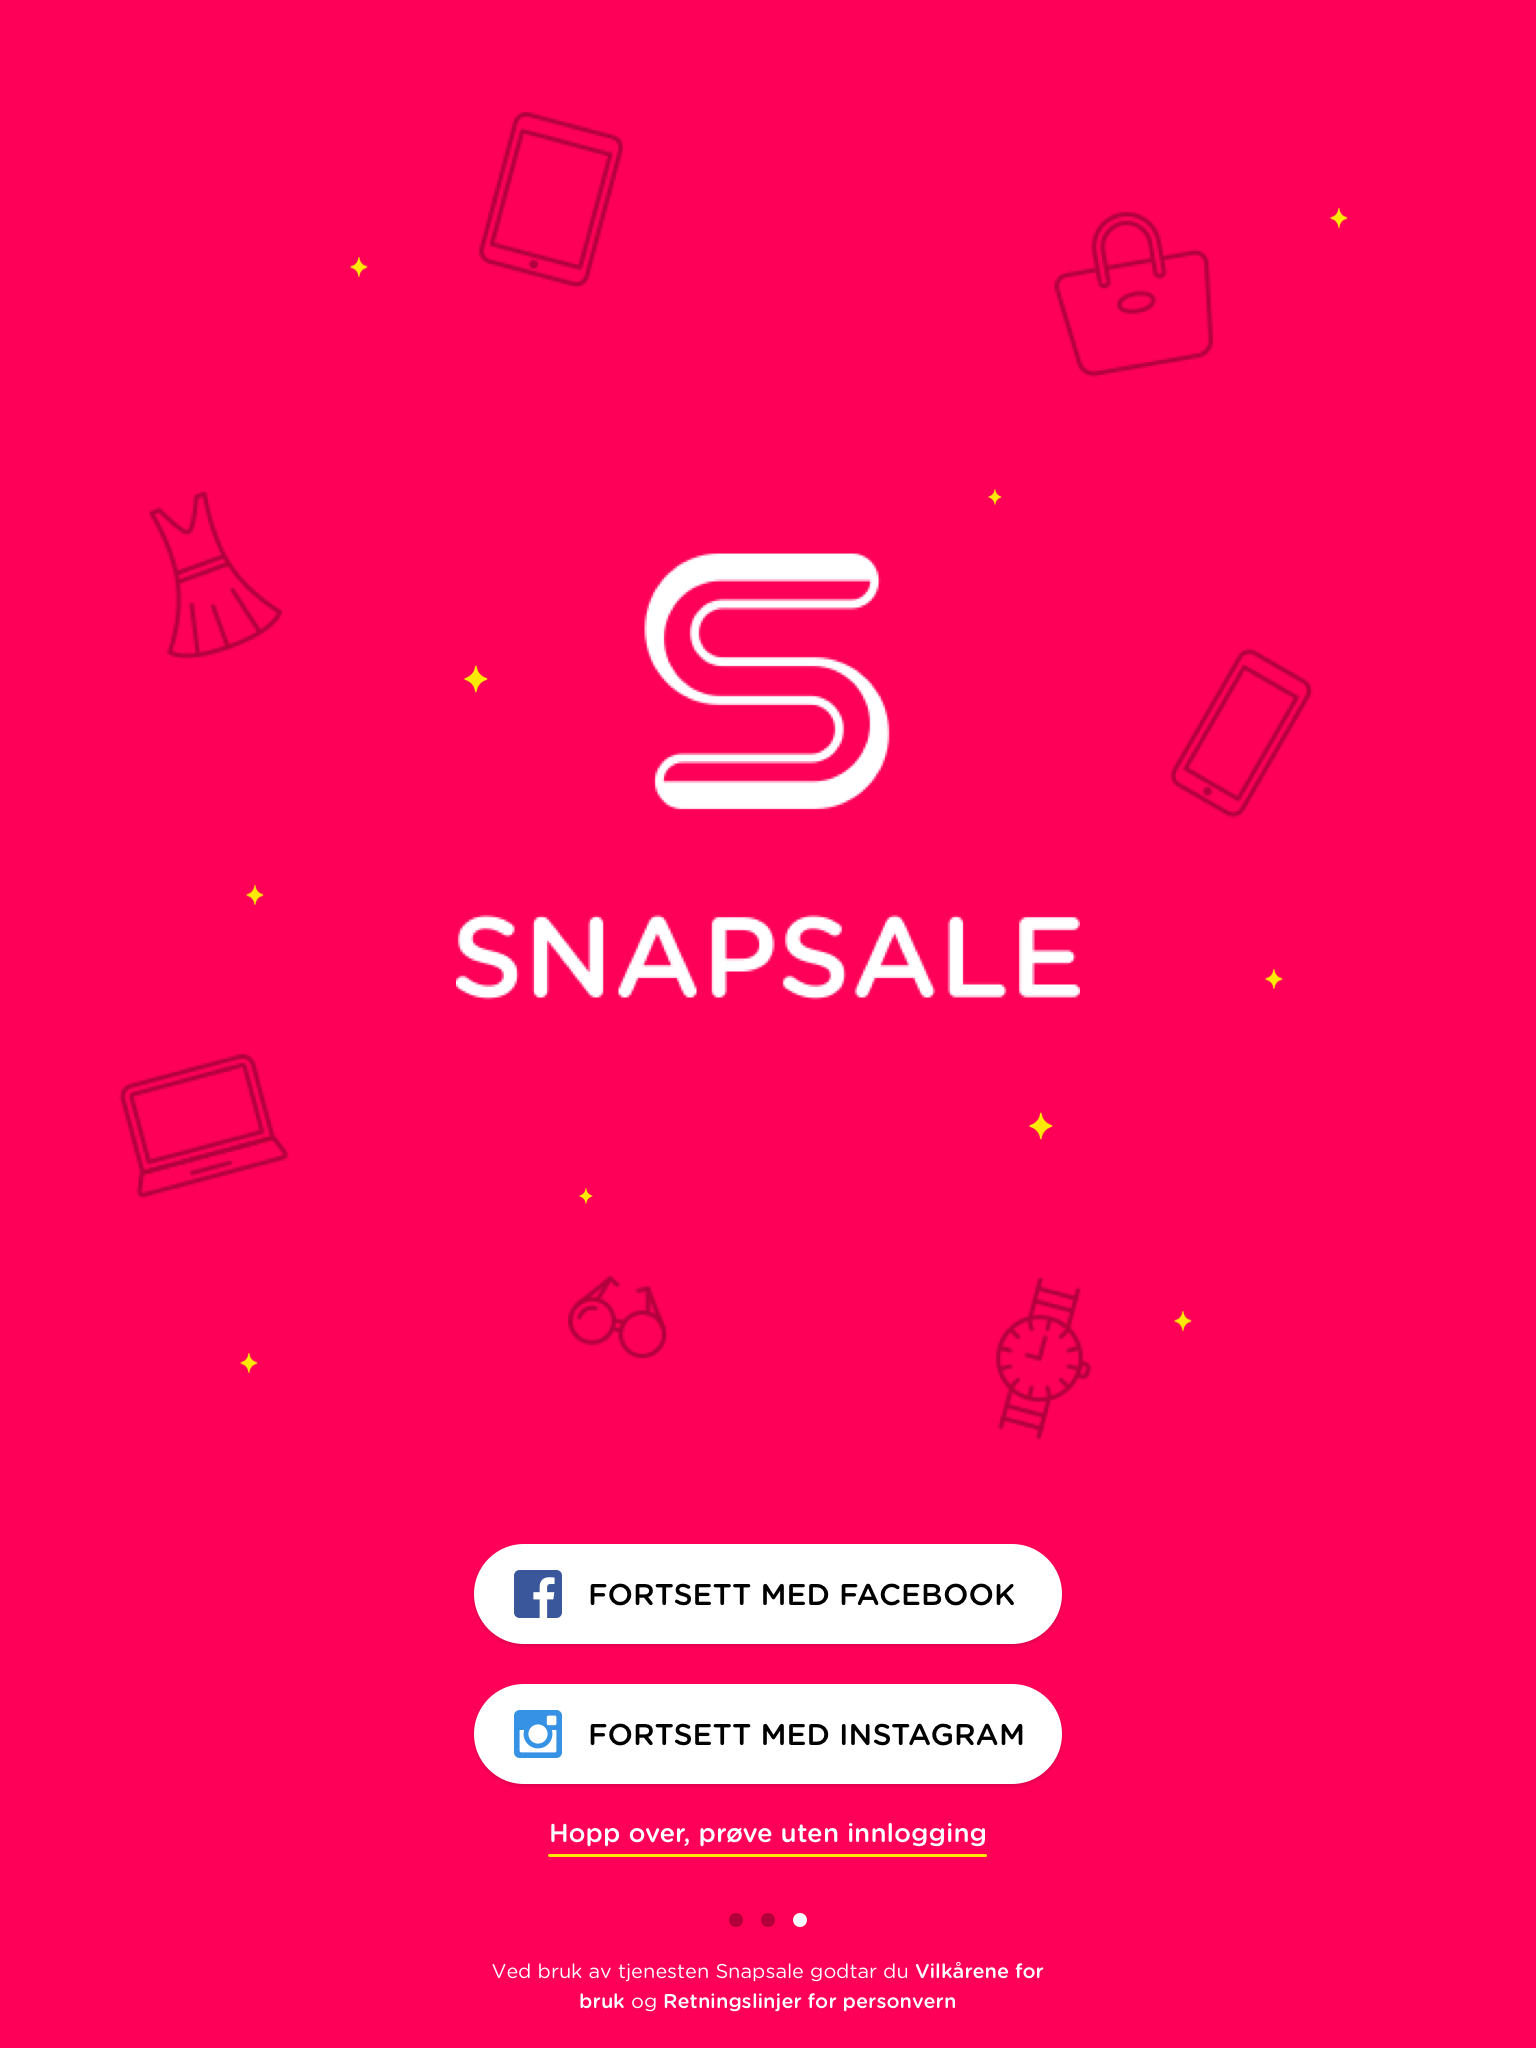 SNAPSALE
FORTSETT MED FACEBOOK
FORTSETT MED INSTAGRAM
Hopp over, prøve uten innlogging
Ved bruk av tjenesten Snapsale godtar du Vilkårene for
bruk og Retningslinjer for personvern